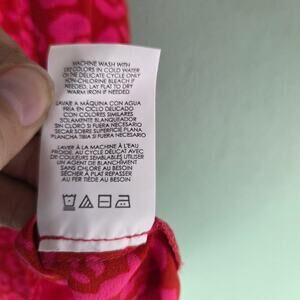 MACHINE WASH WITH
LIKE COLORS IN COLD WATER
ON THE DELICATE CYCLE ONLY
NON-CHLORINE BLEACH IF
NEEDED, LAY FLAT TO DRY
WARM IRON IF NEEDED
LAVAR A MÁQUINA CON AGUA
FRÍA EN CICLO DELICADO
CON COLORES SIMILARES
SOLAMENTE BLANQUEADOR
SIN CLORO SI FUERA NECESARIO
SECAR SOBRE SUPERFICIE PLANA
PLANCHA TIBIA SI FUERA NECESARIO
LAVER À LA MACHINE À L'EAU
FROIDE, AU CYCLE DÉLICAT AVEC
DE COULEURS SEMBLABLES UTILISER
UN AGENT DE BLANCHIMENT
SANS CHLORE AU BESOIN
SÉCHER À PLAT REPASSER
AU FER TIÈDE AU BESOIN